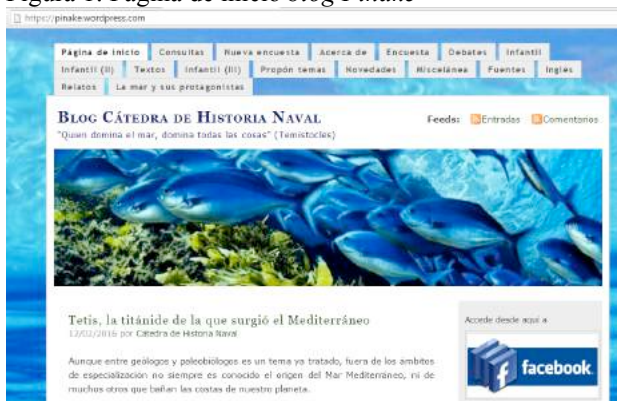 Figura 1. Página de inicio blog Pinake
https://pinake.wordpress.com
Página de inicio Consultas Nueva encuesta Acerca de Encuesta Debates Infantil
Infantil (II) Textos Infantil (III) Propón temas Novedades Miscelánea Fuentes Ingles
Relatos La mar y sus protagonistas
BLOG CÁTEDRA DE HISTORIA NAVAL
Feeds: Entradas Comentarios
"Quien domina el mar, domina todas las cosas" (Temístocles)
Tetis, la titánide de la que surgió el Mediterráneo
12/02/2016 por Cátedra de Historia Naval
Accede desde aquí a
Aunque entre geólogos y paleobiólogos es un tema ya tratado, fuera de los ámbitos
de especialización no siempre es conocido el origen del Mar Mediterráneo, ni de
muchos otros que bañan las costas de nuestro planeta.
facebook